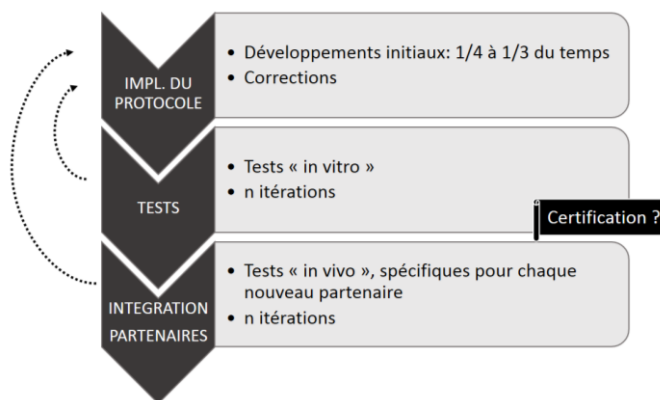 IMPL. DU
PROTOCOLE
• Développements initiaux: 1/4 à 1/3 du temps
• Corrections
TESTS
• Tests « in vitro »
• n itérations
Certification ?
INTEGRATION
PARTENAIRES
• Tests « in vivo », spécifiques pour chaque
nouveau partenaire
• n itérations